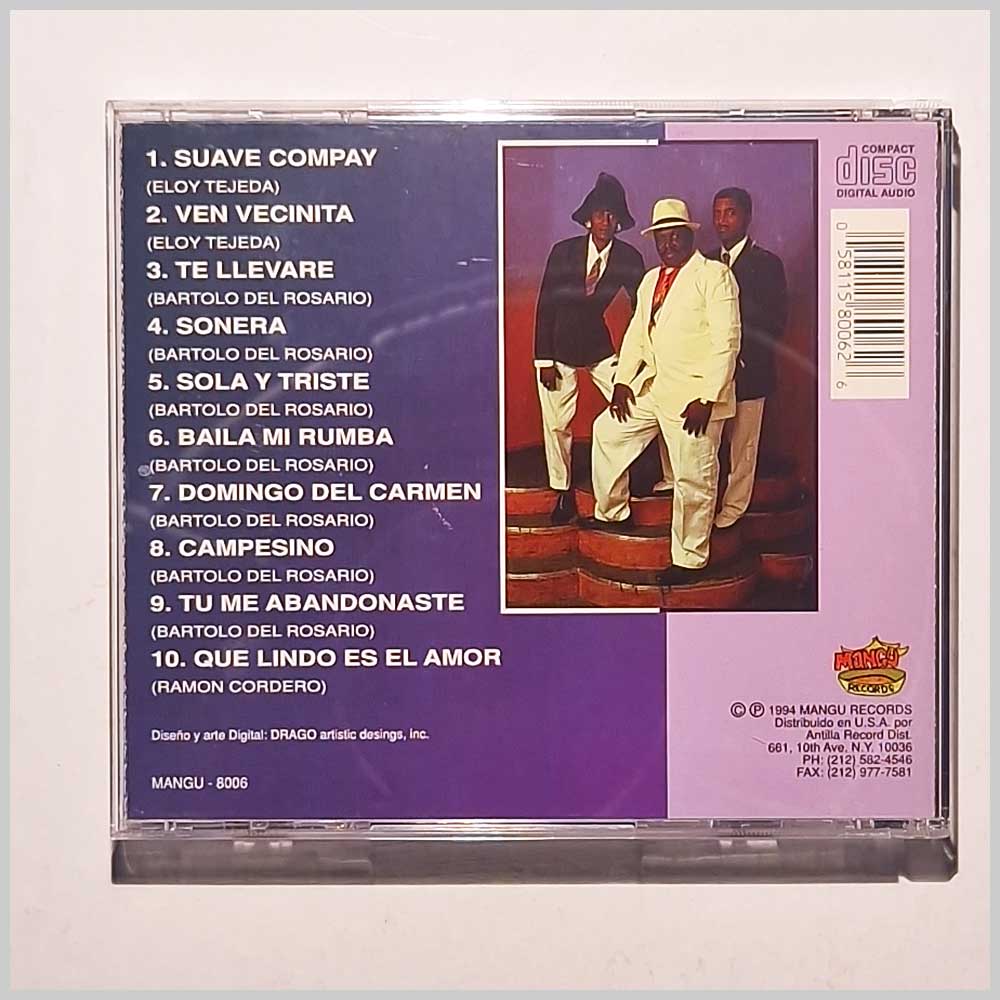 1. SUAVE COMPAY
(ELOY TEJEDA)
2. VEN VECINITA
(ELOY TEJEDA)
3. TE LLEVARE
(BARTOLO DEL ROSARIO)
4. SONERA
(BARTOLO DEL ROSARIO)
5. SOLA Y TRISTE
(BARTOLO DEL ROSARIO)
6. BAILA MI RUMBA
(BARTOLO DEL ROSARIO)
7. DOMINGO DEL CARMEN
(BARTOLO DEL ROSARIO)
8. CAMPESINO
(BARTOLO DEL ROSARIO)
9. TU ME ABANDONASTE
(BARTOLO DEL ROSARIO)
10. QUE LINDO ES EL AMOR
(RAMON CORDERO)
Diseño y arte Digital: DRAGO artistic desings, inc.
MANGU - 8006
COMPACT
disc
DIGITAL AUDIO
0 58115 80062 6
MANGU
RECORDS
© ℗ 1994 MANGU RECORDS
Distribuido en U.S.A. por
Antilla Record Dist.
661, 10th Ave, N.Y. 10036
PH: (212) 582-4546
FAX: (212) 977-7581